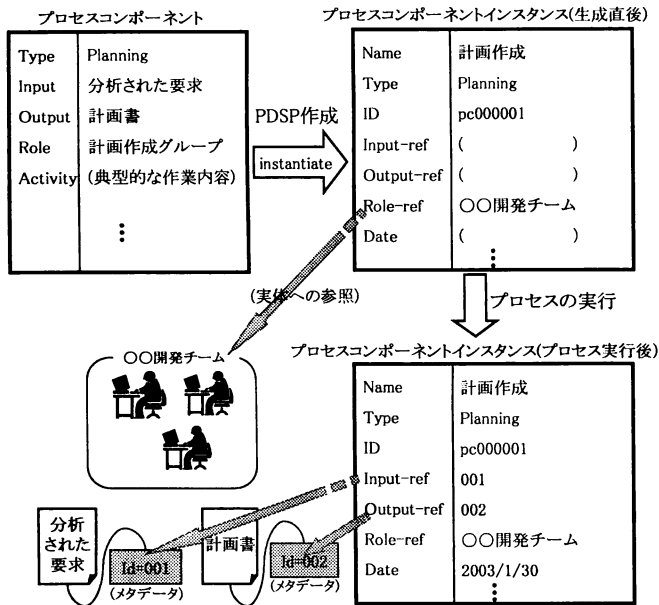 プロセスコンポーネント
Type Planning
Input 分析された要求
Output 計画書
Role 計画作成グループ
Activity (典型的な作業内容)
PDSP作成
instantiate
プロセスコンポーネントインスタンス(生成直後)
Name 計画作成
Type Planning
ID pc000001
Input-ref ( )
Output-ref ( )
Role-ref 〇〇開発チーム
Date ( )
(実体への参照)
プロセスの実行
〇〇開発チーム
プロセスコンポーネントインスタンス(プロセス実行後)
Name 計画作成
Type Planning
ID pc000001
Input-ref 001
Output-ref 002
Role-ref 〇〇開発チーム
Date 2003/1/30
分析
された
要求
Id=001
(メタデータ)
計画書
Id=002
(メタデータ)